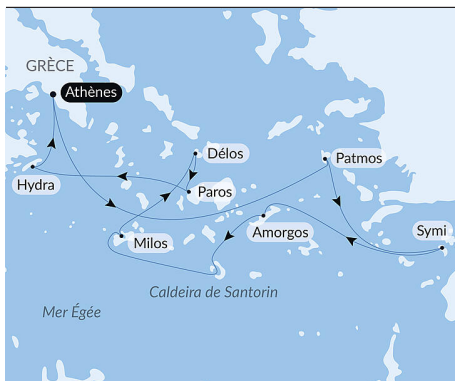 GRÈCE
Athènes
Délos
Patmos
Hydra
Paros
Amorgos
Symi
Milos
Caldeira de Santorin
Mer Égée